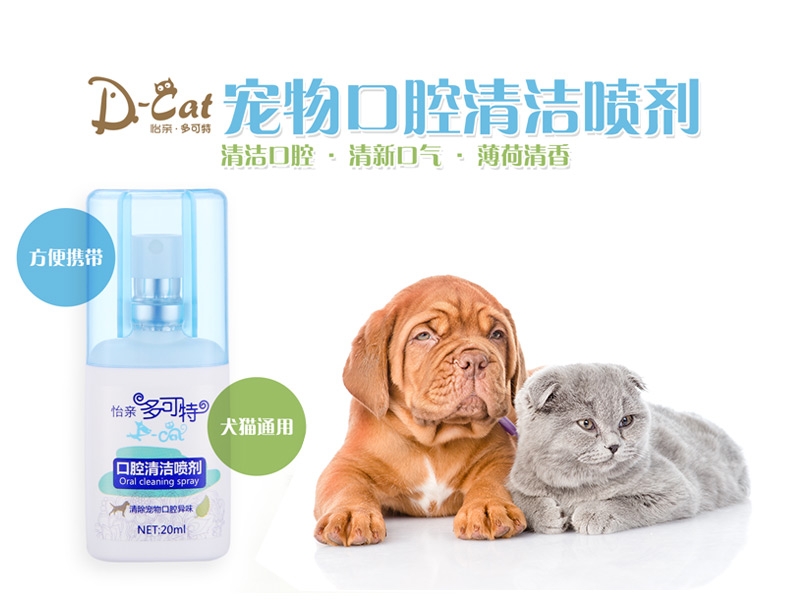 D-Cat
怡亲·多可特
宠物口腔清洁喷剂
清洁口腔 · 清新口气 · 薄荷清香
方便携带
怡亲 多可特
D-Cat
口腔清洁喷剂
Oral cleaning spray
清除宠物口腔异味
NET:20ml
犬猫通用